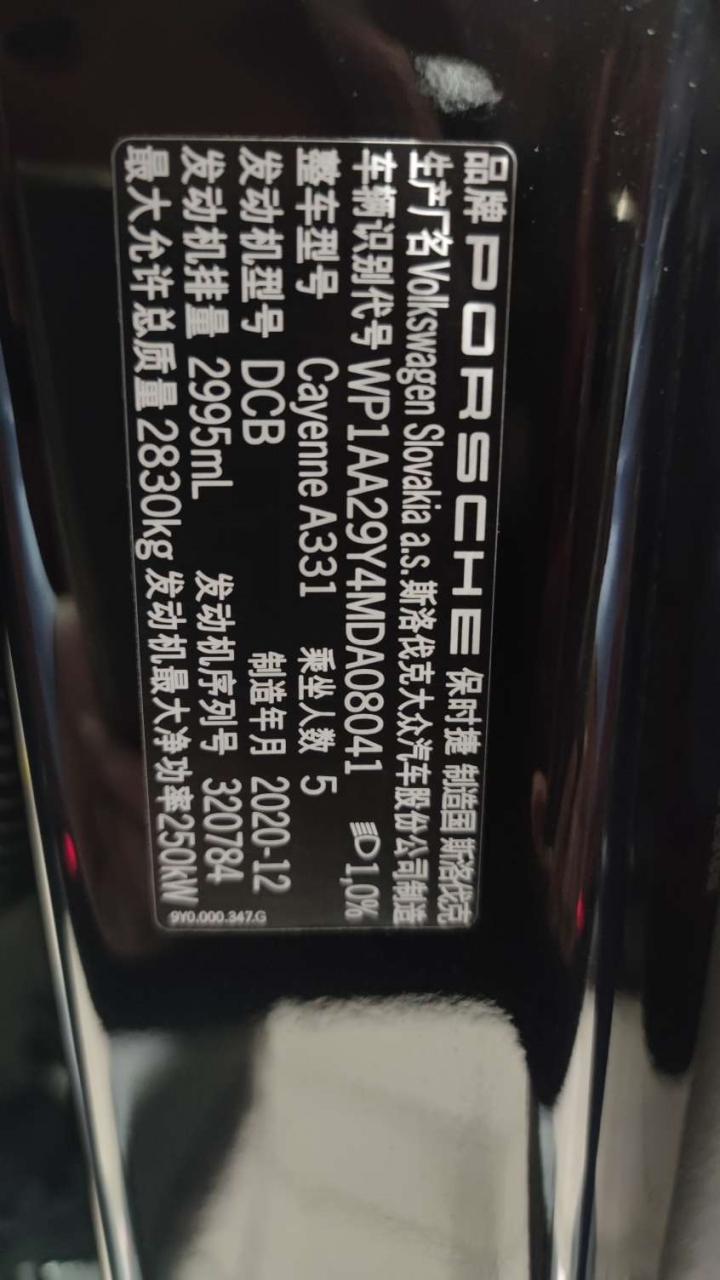 品牌 PORSCHE 保时捷 制造国 斯洛伐克
生产厂名 Volkswagen Slovakia a.s. 斯洛伐克大众汽车股份公司制造
车辆识别代号 WP1AA29Y4MDA08041 1,0%
整车型号 Cayenne A331 乘坐人数 5
发动机型号 DCB 制造年月 2020-12
发动机排量 2995mL 发动机序列号 320784
最大允许总质量 2830kg 发动机最大净功率250kW
9Y0.000.347.G